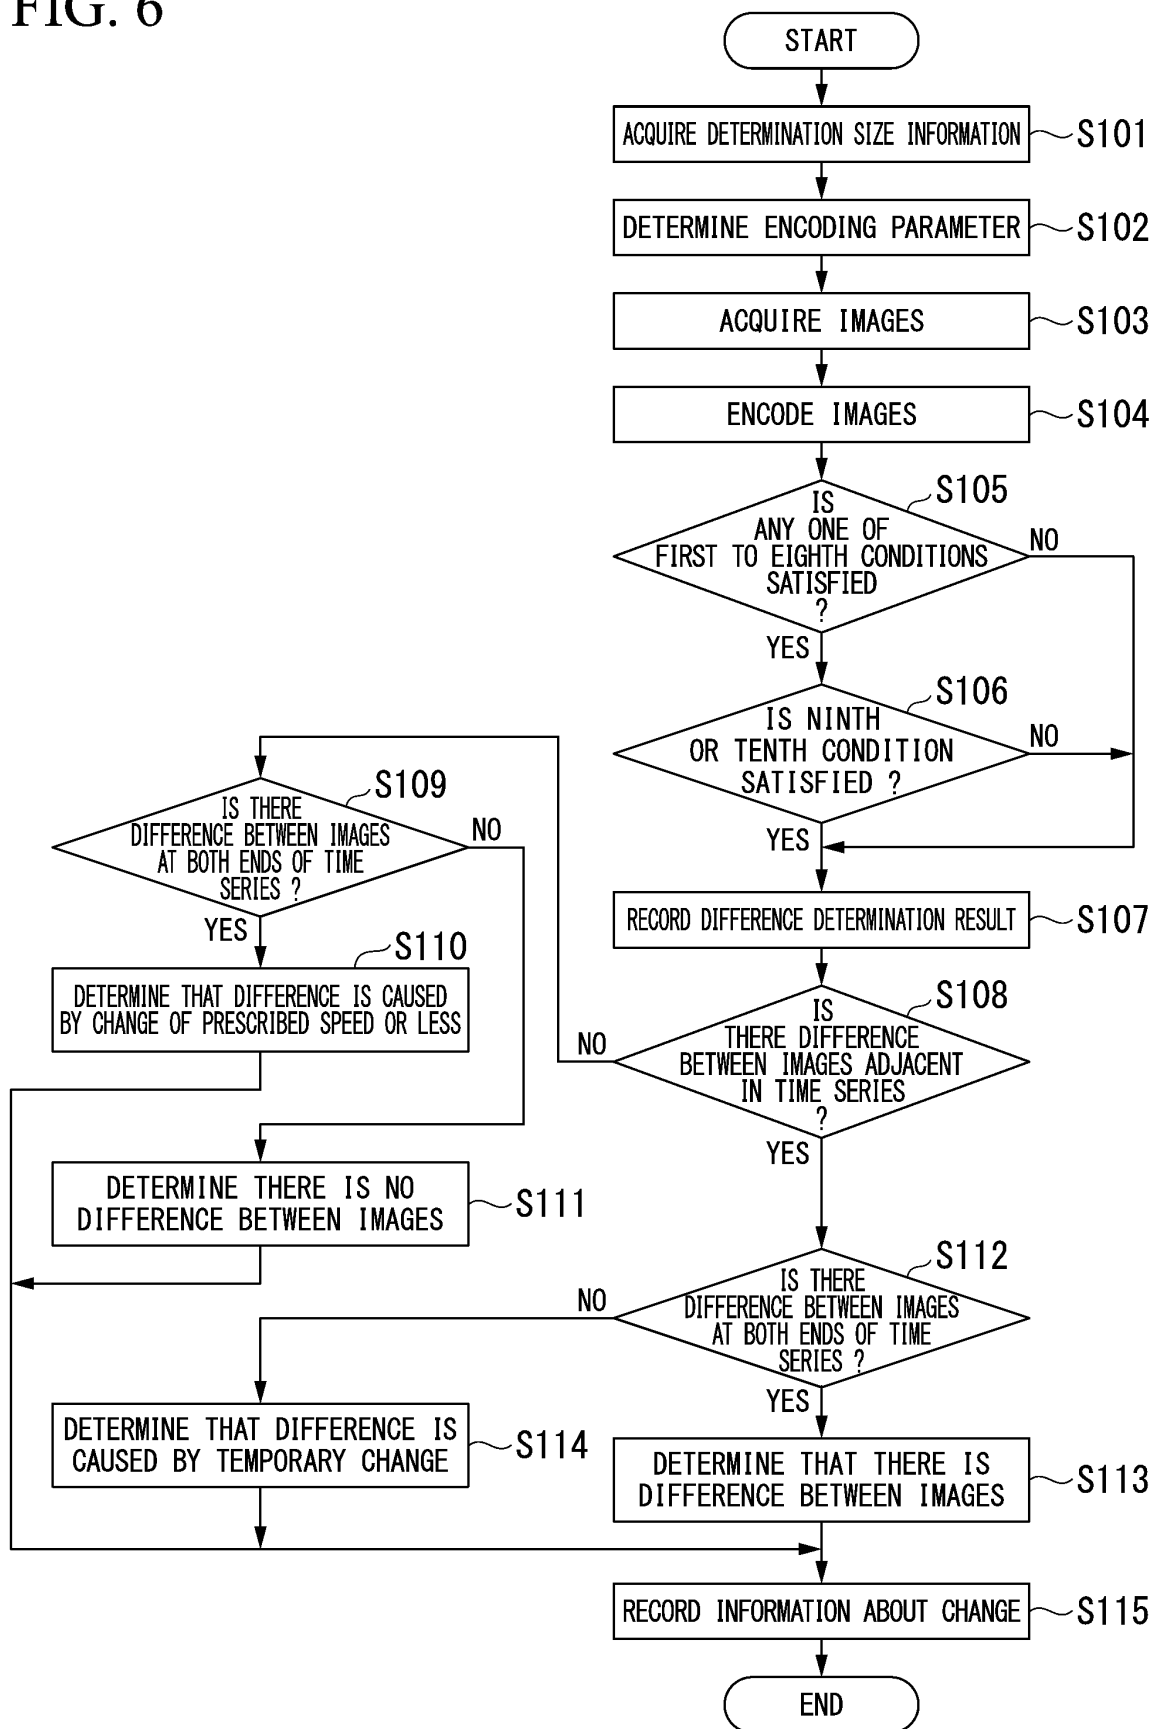 FIG. 6
START
ACQUIRE DETERMINATION SIZE INFORMATION
S101
DETERMINE ENCODING PARAMETER
S102
ACQUIRE IMAGES
S103
ENCODE IMAGES
S104
S105
IS
ANY ONE OF
FIRST TO EIGHTH CONDITIONS
SATISFIED
?
NO
YES
S106
IS NINTH
OR TENTH CONDITION
SATISFIED ?
NO
YES
RECORD DIFFERENCE DETERMINATION RESULT
S107
S108
IS
THERE DIFFERENCE
BETWEEN IMAGES ADJACENT
IN TIME SERIES
?
NO
YES
S109
IS THERE
DIFFERENCE BETWEEN IMAGES
AT BOTH ENDS OF TIME
SERIES ?
NO
YES
S110
DETERMINE THAT DIFFERENCE IS CAUSED
BY CHANGE OF PRESCRIBED SPEED OR LESS
DETERMINE THERE IS NO
DIFFERENCE BETWEEN IMAGES
S111
S112
IS THERE
DIFFERENCE BETWEEN IMAGES
AT BOTH ENDS OF TIME
SERIES ?
NO
YES
DETERMINE THAT THERE IS
DIFFERENCE BETWEEN IMAGES
S113
DETERMINE THAT DIFFERENCE IS
CAUSED BY TEMPORARY CHANGE
S114
RECORD INFORMATION ABOUT CHANGE
S115
END